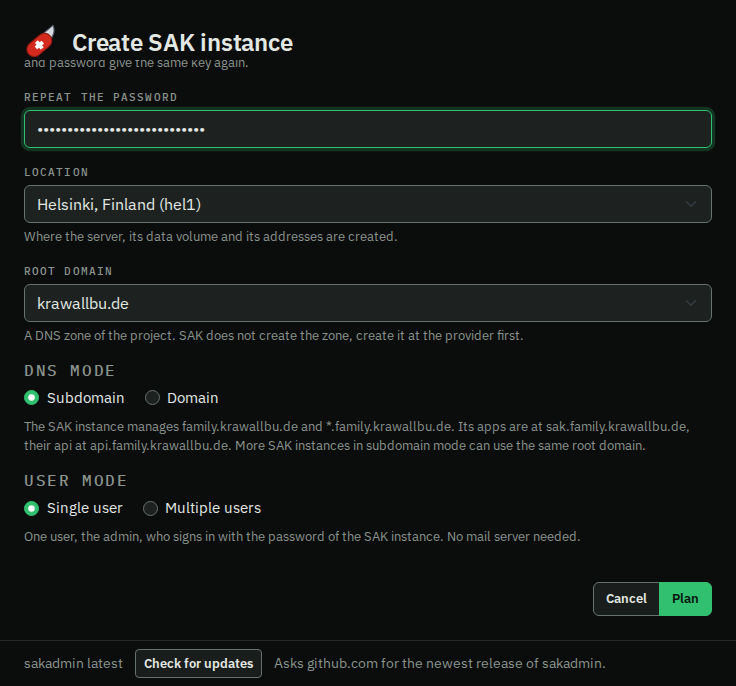 Create SAK instance
and password give the same key again.
REPEAT THE PASSWORD
••••••••••••••••••••••••••••
LOCATION
Helsinki, Finland (hel1)
Where the server, its data volume and its addresses are created.
ROOT DOMAIN
krawallbu.de
A DNS zone of the project. SAK does not create the zone, create it at the provider first.
DNS MODE
Subdomain Domain
The SAK instance manages family.krawallbu.de and *.family.krawallbu.de. Its apps are at sak.family.krawallbu.de,
their api at api.family.krawallbu.de. More SAK instances in subdomain mode can use the same root domain.
USER MODE
Single user Multiple users
One user, the admin, who signs in with the password of the SAK instance. No mail server needed.
Cancel Plan
sakadmin latest Check for updates Asks github.com for the newest release of sakadmin.